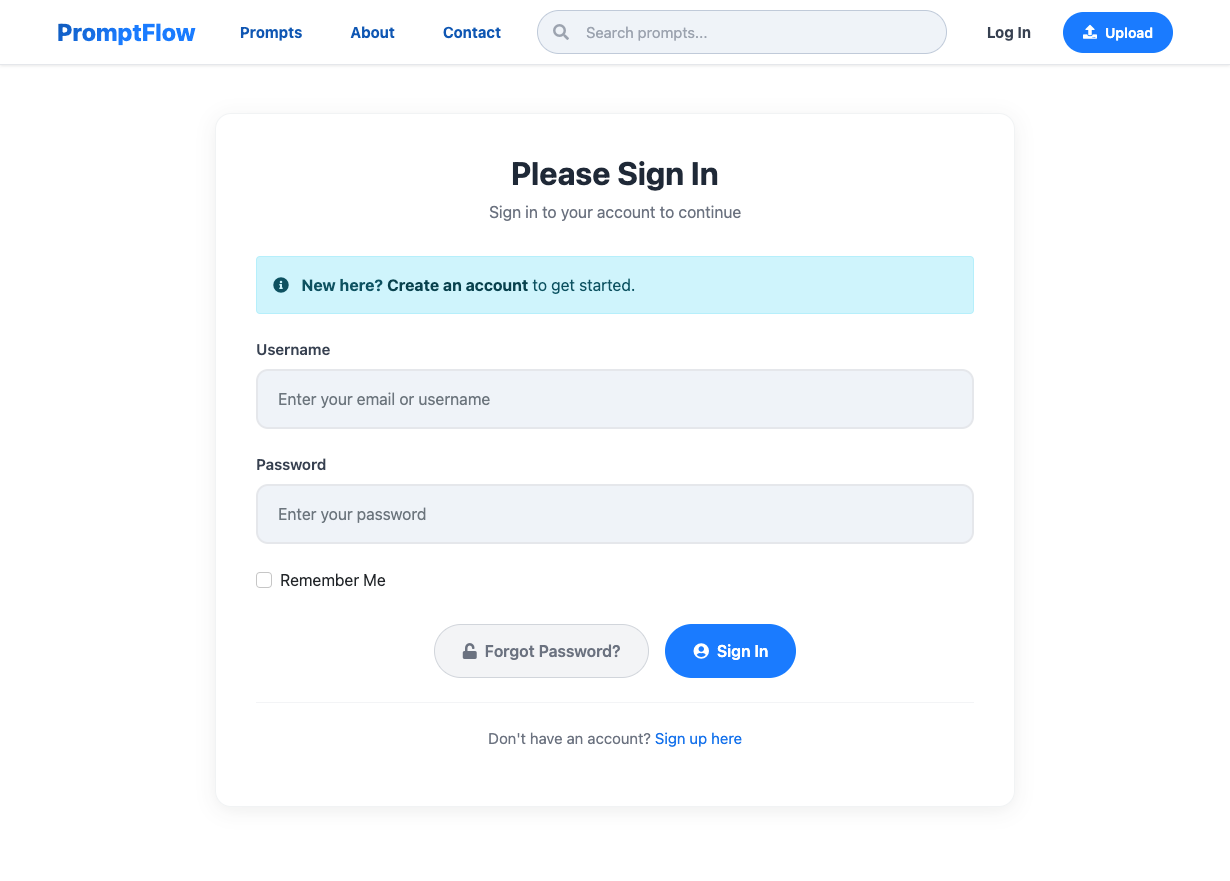 PromptFlow
Prompts
About
Contact
Search prompts...
Log In
Upload
Please Sign In
Sign in to your account to continue
New here? Create an account to get started.
Username
Enter your email or username
Password
Enter your password
Remember Me
Forgot Password?
Sign In
Don't have an account? Sign up here